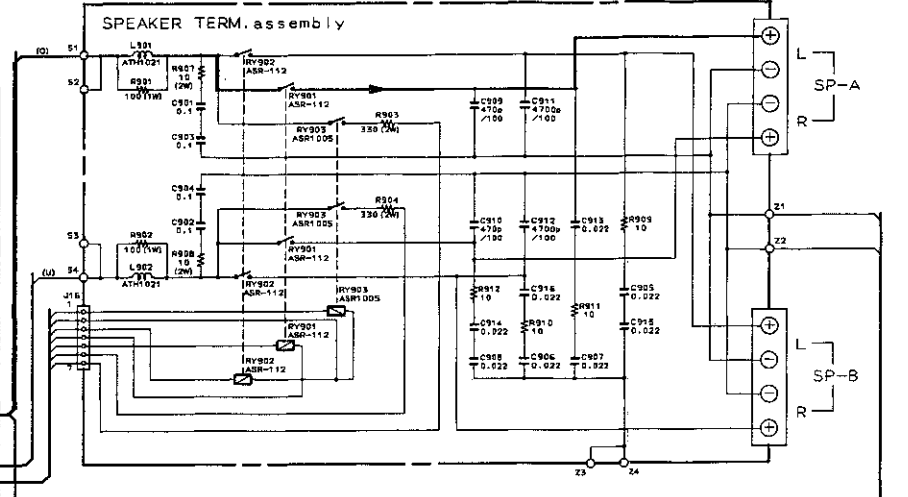 SPEAKER TERM. assembly
(O) S1
L901
ATH1021
R901
100(1W)
S2
R907
10
(2W)
C901
0.1
C903
0.1
RY902
ASR-112
RY901
ASR-112
RY903
ASR1005
R903
330(2W)
C909
470p
/100
C911
4700p
/100
L
R
SP-A
C904
0.1
C902
0.1
R908
10
(2W)
R904
330(2W)
RY903
ASR1005
RY901
ASR-112
RY902
ASR-112
S3
R902
100(1W)
(U) S4
L902
ATH1021
C910
470p
/100
C912
4700p
/100
C913
0.022
R909
10
Z1
Z2
R912
10
C916
0.022
C914
0.022
R910
10
R911
10
C905
0.022
C915
0.022
C908
0.022
C906
0.022
C907
0.022
J16
1
7
RY903
ASR1005
RY901
ASR-112
RY902
ASR-112
L
R
SP-B
Z3
Z4